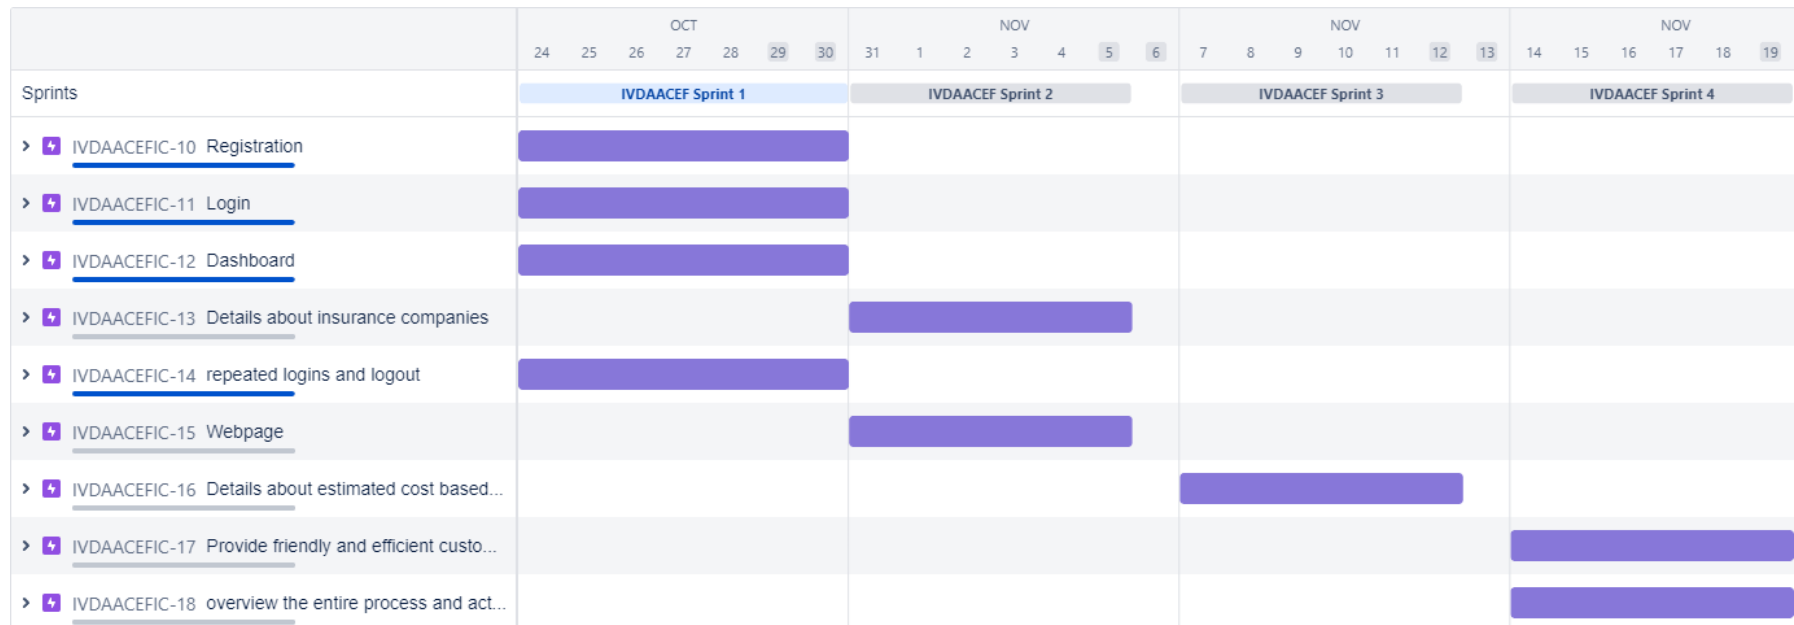 OCT NOV NOV NOV
24 25 26 27 28 29 30 31 1 2 3 4 5 6 7 8 9 10 11 12 13 14 15 16 17 18 19
Sprints IVDAACEF Sprint 1 IVDAACEF Sprint 2 IVDAACEF Sprint 3 IVDAACEF Sprint 4
IVDAACEFIC-10 Registration
IVDAACEFIC-11 Login
IVDAACEFIC-12 Dashboard
IVDAACEFIC-13 Details about insurance companies
IVDAACEFIC-14 repeated logins and logout
IVDAACEFIC-15 Webpage
IVDAACEFIC-16 Details about estimated cost based...
IVDAACEFIC-17 Provide friendly and efficient custo...
IVDAACEFIC-18 overview the entire process and act...